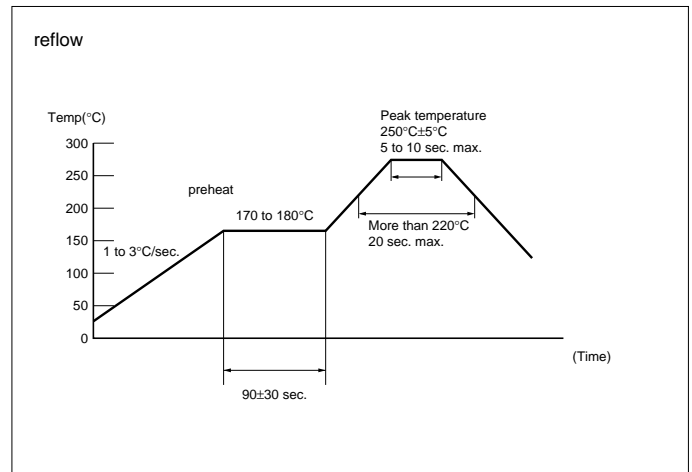 reflow
Temp(°C)
300
250
200
150
100
50
0
1 to 3°C/sec.
preheat
170 to 180°C
90±30 sec.
Peak temperature
250°C±5°C
5 to 10 sec. max.
More than 220°C
20 sec. max.
(Time)